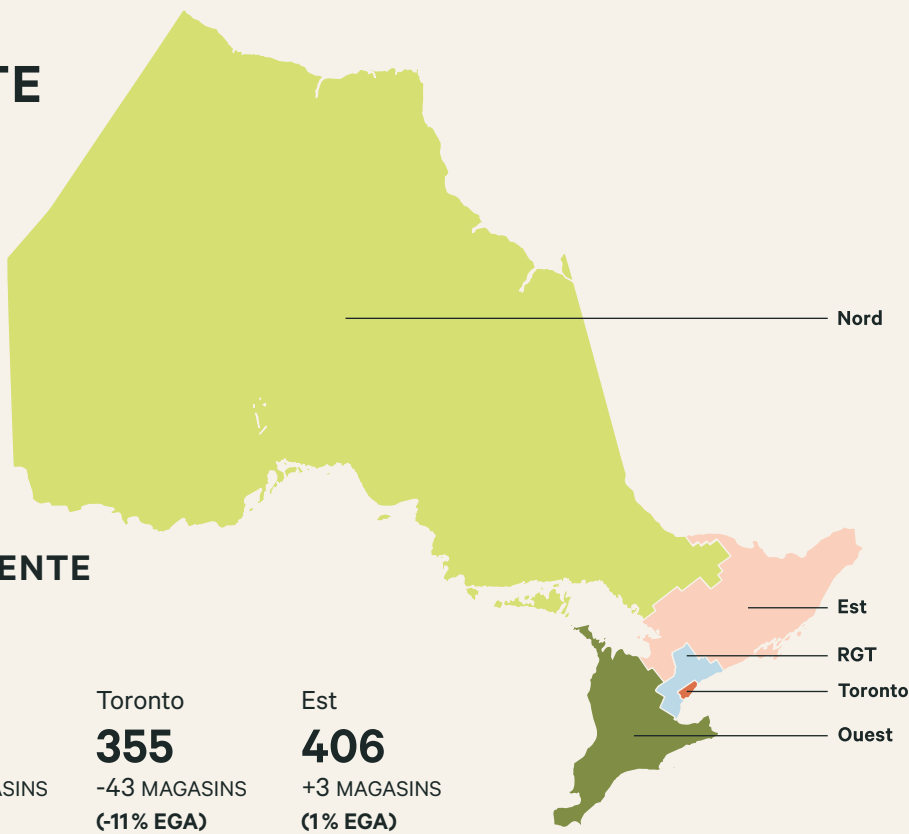 TE
Nord
ENTE
Est
RGT
Toronto
Ouest
Toronto
355
-43 MAGASINS
(-11% EGA)
Est
406
+3 MAGASINS
(1% EGA)
ASINS